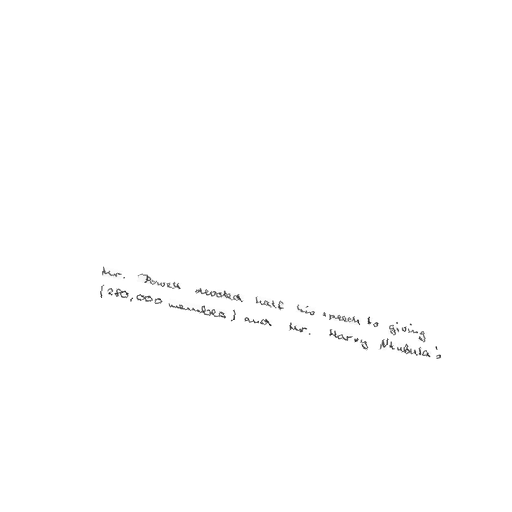 Mr. Powell devoted half his speech to giving
(280,000 members) and Mr. Harry Nkumbula's